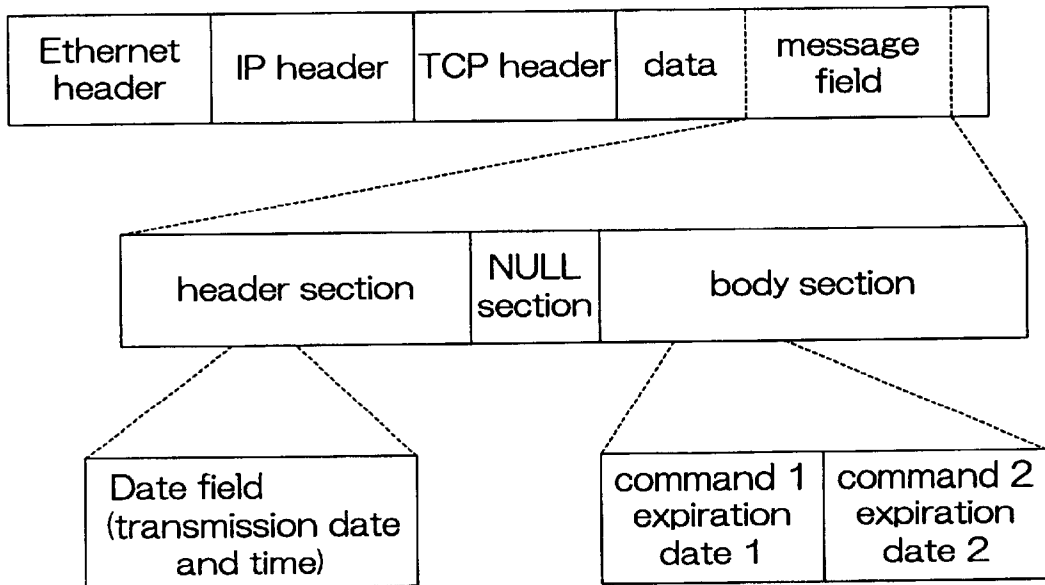 Ethernet header
IP header
TCP header
data
message field
header section
NULL section
body section
Date field
(transmission date
and time)
command 1
expiration
date 1
command 2
expiration
date 2